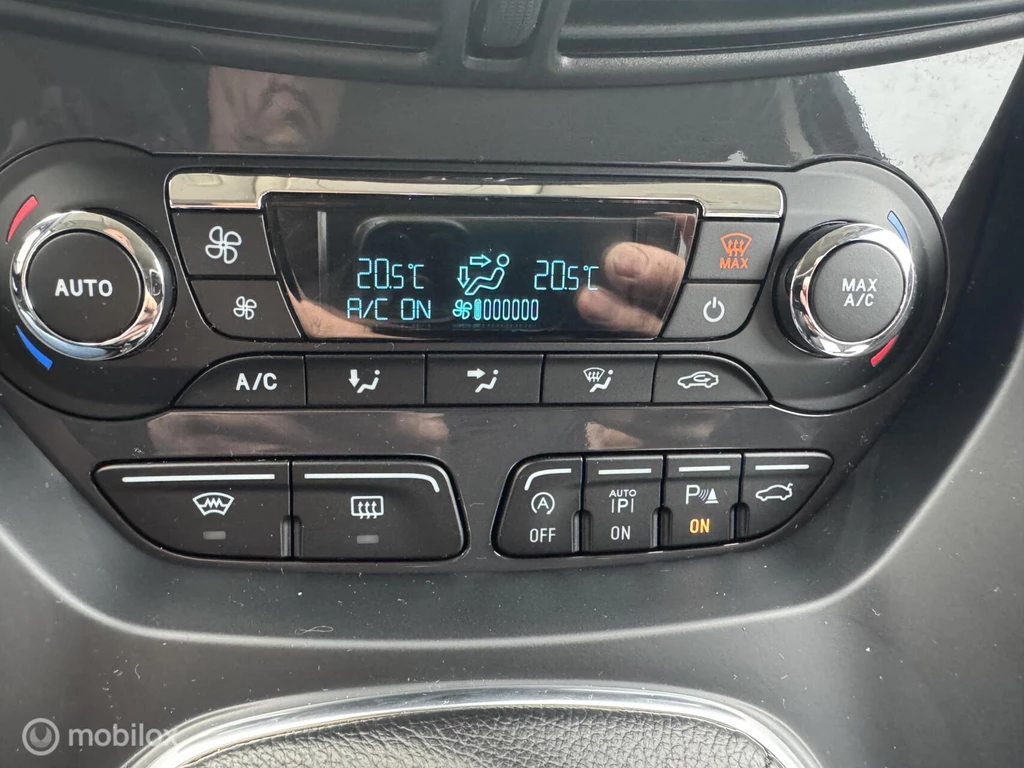 AUTO
20.5°C 20.5°C
A/C ON
MAX
MAX
A/C
A/C
A
OFF
AUTO
P
ON
P
ON
mobilox